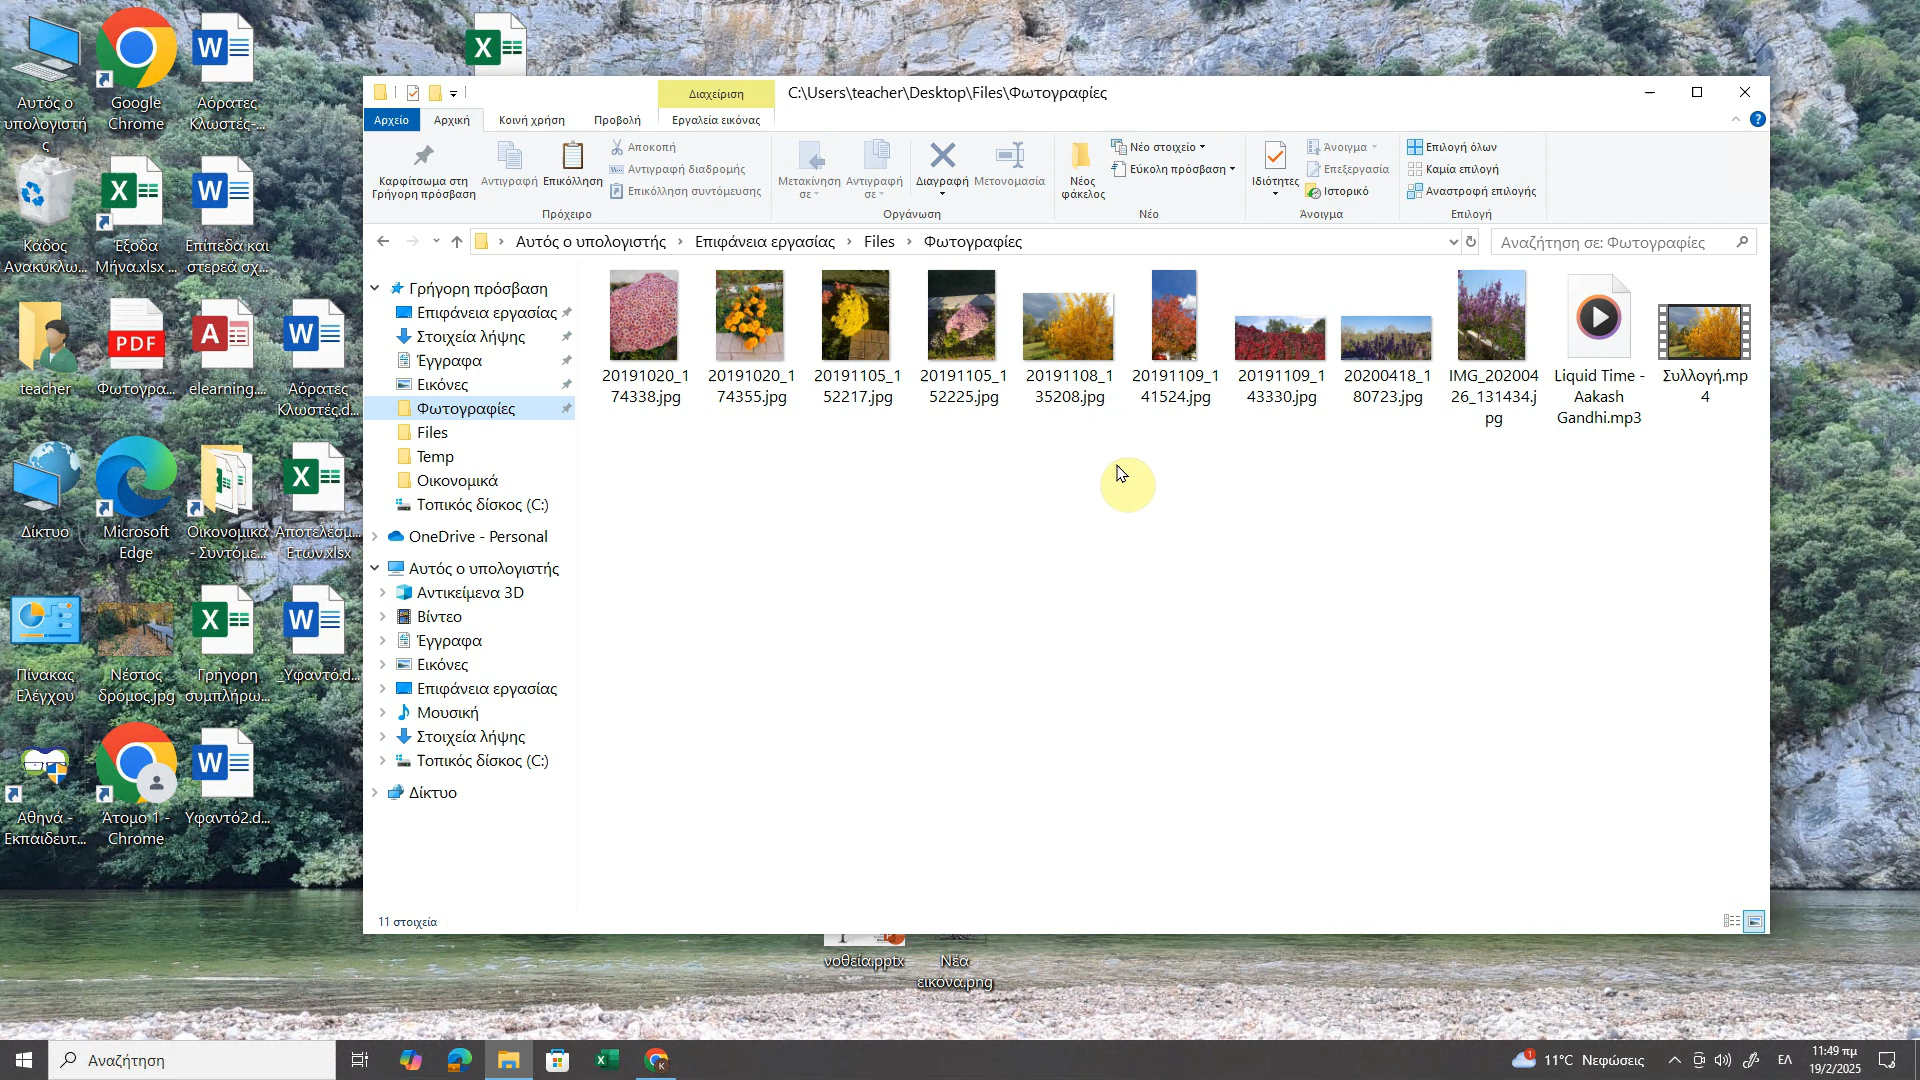 Αυτός ο
υπολογιστή
ς
Google
Chrome
Αόρατες
Κλωστές-...
Κάδος
Ανακύκλω...
Έξοδα
Μήνα.xlsx ...
Επίπεδα και
στερεά σχ...
teacher
Φωτογρα...
elearning....
Αόρατες
Κλωστές.d...
Δίκτυο
Microsoft
Edge
Οικονομικά
- Συντόμε...
Αποτελέσμ...
Ετών.xlsx
Πίνακας
Ελέγχου
Νέστος
δρόμος.jpg
Γρήγορη
συμπλήρω...
_Υφαντό.d...
Αθηνά -
Εκπαιδευτ...
Άτομο 1 -
Chrome
Υφαντό2.d...
Διαχείριση
C:\Users\teacher\Desktop\Files\Φωτογραφίες
Αρχείο
Αρχική
Κοινή χρήση
Προβολή
Εργαλεία εικόνας
Καρφίτσωμα στη
Γρήγορη πρόσβαση
Αντιγραφή
Επικόλληση
Αποκοπή
Αντιγραφή διαδρομής
Επικόλληση συντόμευσης
Πρόχειρο
Μετακίνηση
σε
Αντιγραφή
σε
Διαγραφή
Μετονομασία
Οργάνωση
Νέος
φάκελος
Νέο στοιχείο
Εύκολη πρόσβαση
Νέο
Ιδιότητες
Άνοιγμα
Επεξεργασία
Ιστορικό
Άνοιγμα
Επιλογή όλων
Καμία επιλογή
Αναστροφή επιλογής
Επιλογή
Αυτός ο υπολογιστής
Επιφάνεια εργασίας
Files
Φωτογραφίες
Αναζήτηση σε: Φωτογραφίες
Γρήγορη πρόσβαση
Επιφάνεια εργασίας
Στοιχεία λήψης
Έγγραφα
Εικόνες
Φωτογραφίες
Files
Temp
Οικονομικά
Τοπικός δίσκος (C:)
OneDrive - Personal
Αυτός ο υπολογιστής
Αντικείμενα 3D
Βίντεο
Έγγραφα
Εικόνες
Επιφάνεια εργασίας
Μουσική
Στοιχεία λήψης
Τοπικός δίσκος (C:)
Δίκτυο
20191020_1
74338.jpg
20191020_1
74355.jpg
20191105_1
52217.jpg
20191105_1
52225.jpg
20191108_1
35208.jpg
20191109_1
41524.jpg
20191109_1
43330.jpg
20200418_1
80723.jpg
IMG_202004
26_131434.j
pg
Liquid Time -
Aakash
Gandhi.mp3
Συλλογή.mp
4
11 στοιχεία
νοθεία.pptx
Νέα
εικόνα.png
Αναζήτηση
11°C Νεφώσεις
ΕΛ
11:49 πμ
19/2/2025